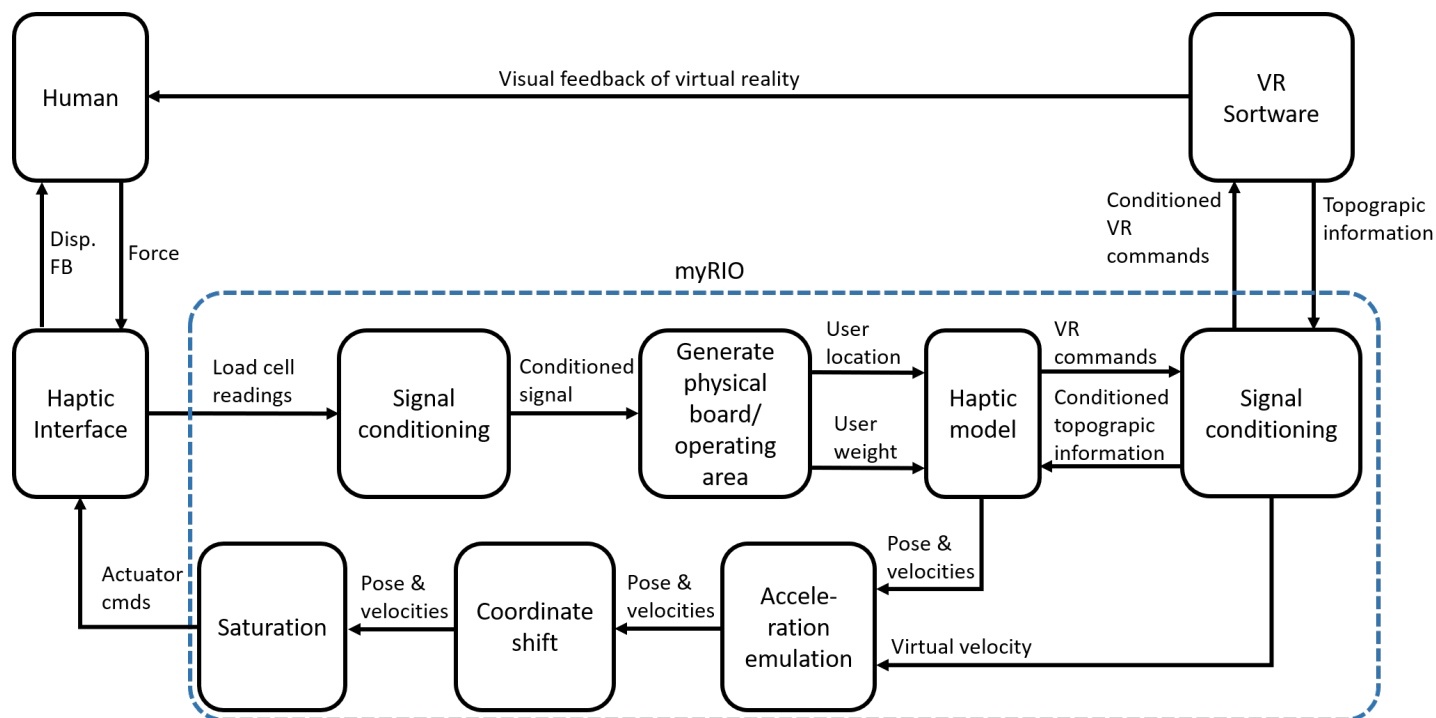 Human
Visual feedback of virtual reality
VR
Sortware
Disp.
FB
Force
Conditioned
VR
commands
Topograpic
information
myRIO
Haptic
Interface
Load cell
readings
Signal
conditioning
Conditioned
signal
Generate
physical
board/
operating
area
User
location
User
weight
Haptic
model
VR
commands
Conditioned
topograpic
information
Signal
conditioning
Actuator
cmds
Saturation
Pose &
velocities
Coordinate
shift
Pose &
velocities
Accele-
ration
emulation
Pose &
velocities
Virtual velocity